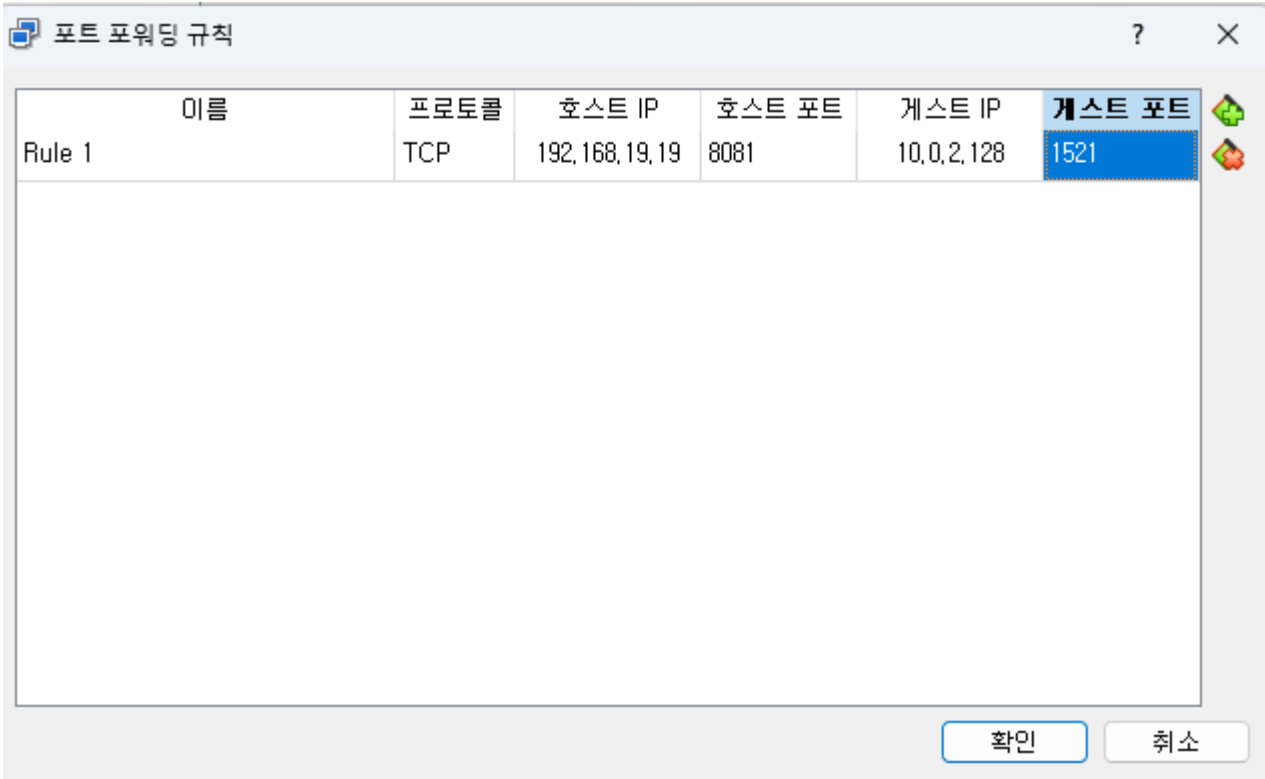 포트 포워딩 규칙 ? ×
이름 프로토콜 호스트 IP 호스트 포트 게스트 IP 게스트 포트
Rule 1 TCP 192.168.19.19 8081 10.0.2.128 1521
확인 취소